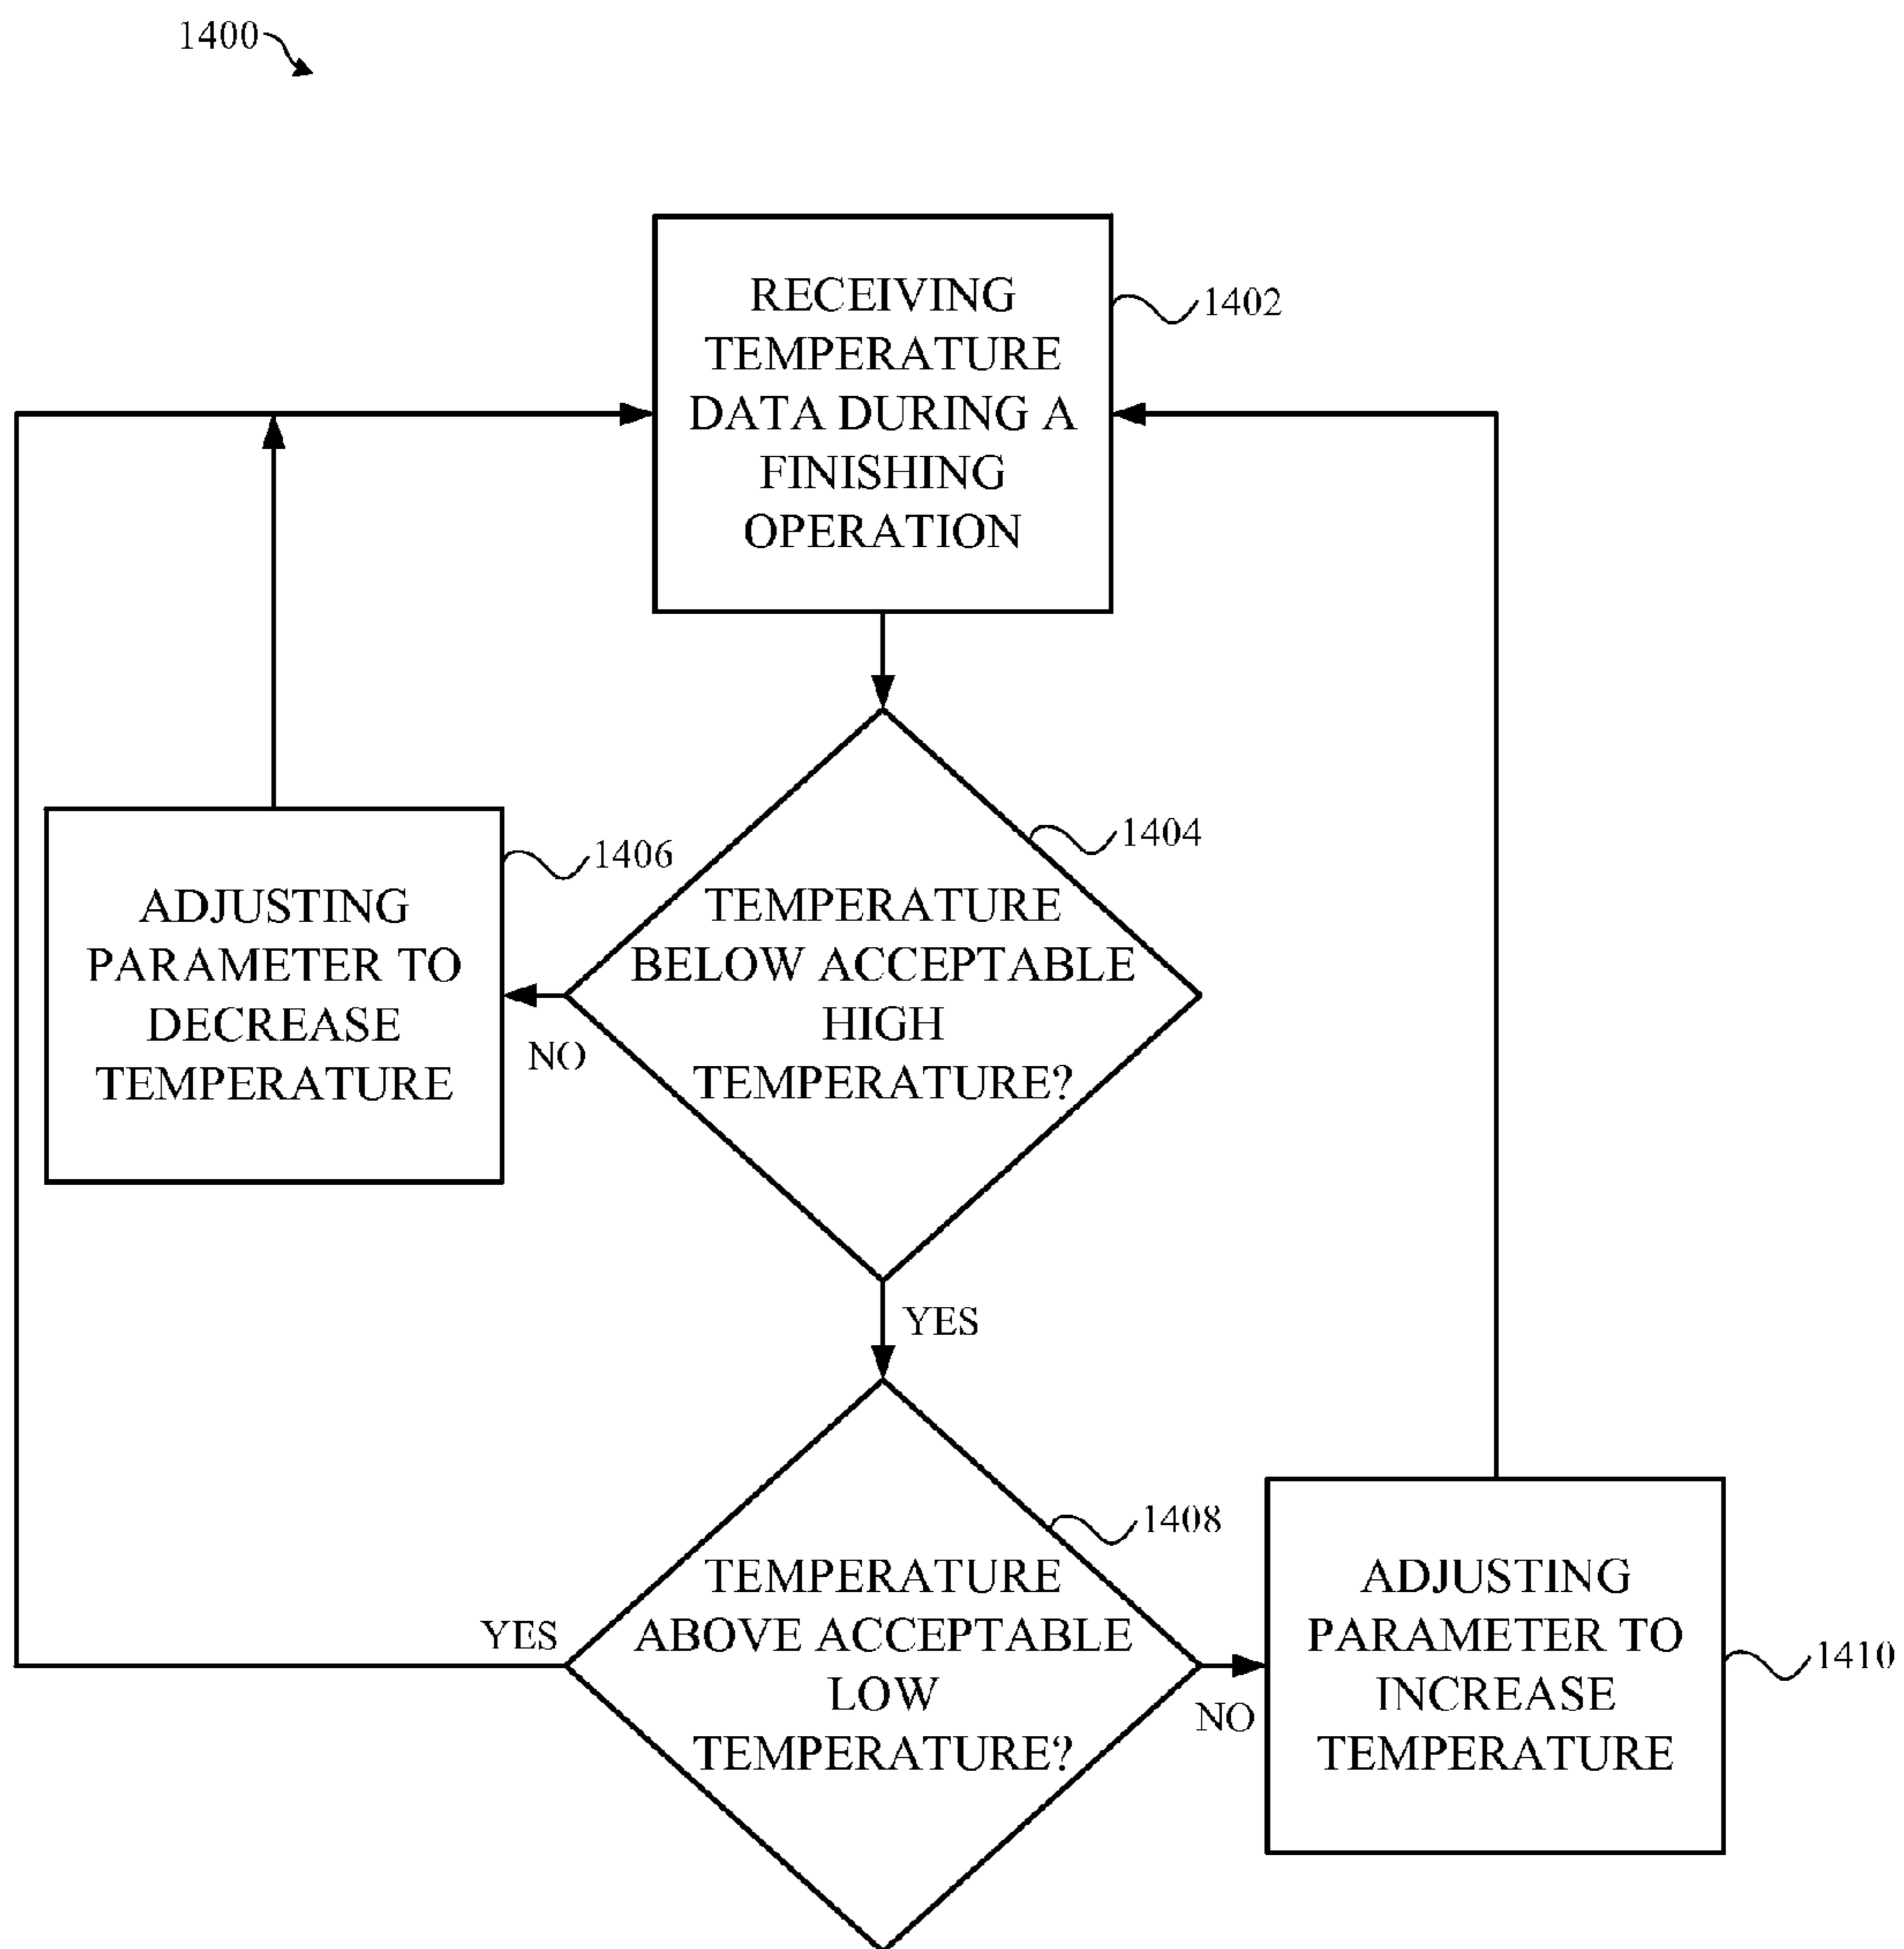 1400
RECEIVING
TEMPERATURE
DATA DURING A
FINISHING
OPERATION
1402
1404
TEMPERATURE
BELOW ACCEPTABLE
HIGH
TEMPERATURE?
1406
ADJUSTING
PARAMETER TO
DECREASE
TEMPERATURE
NO
YES
1408
TEMPERATURE
ABOVE ACCEPTABLE
LOW
TEMPERATURE?
YES
NO
ADJUSTING
PARAMETER TO
INCREASE
TEMPERATURE
1410